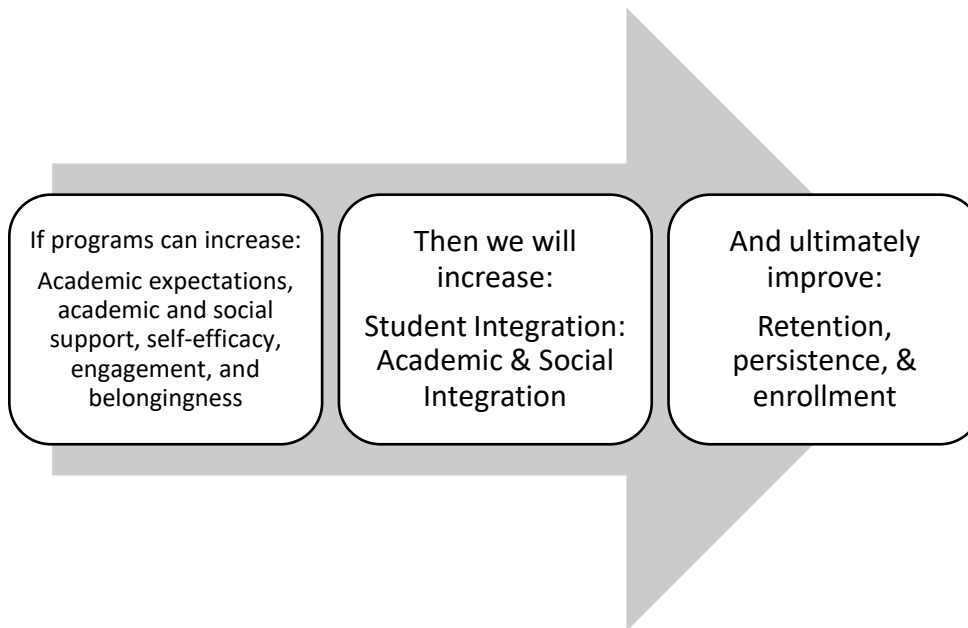 If programs can increase:
Academic expectations,
academic and social
support, self-efficacy,
engagement, and
belongingness
Then we will
increase:
Student Integration:
Academic & Social
Integration
And ultimately
improve:
Retention,
persistence, &
enrollment